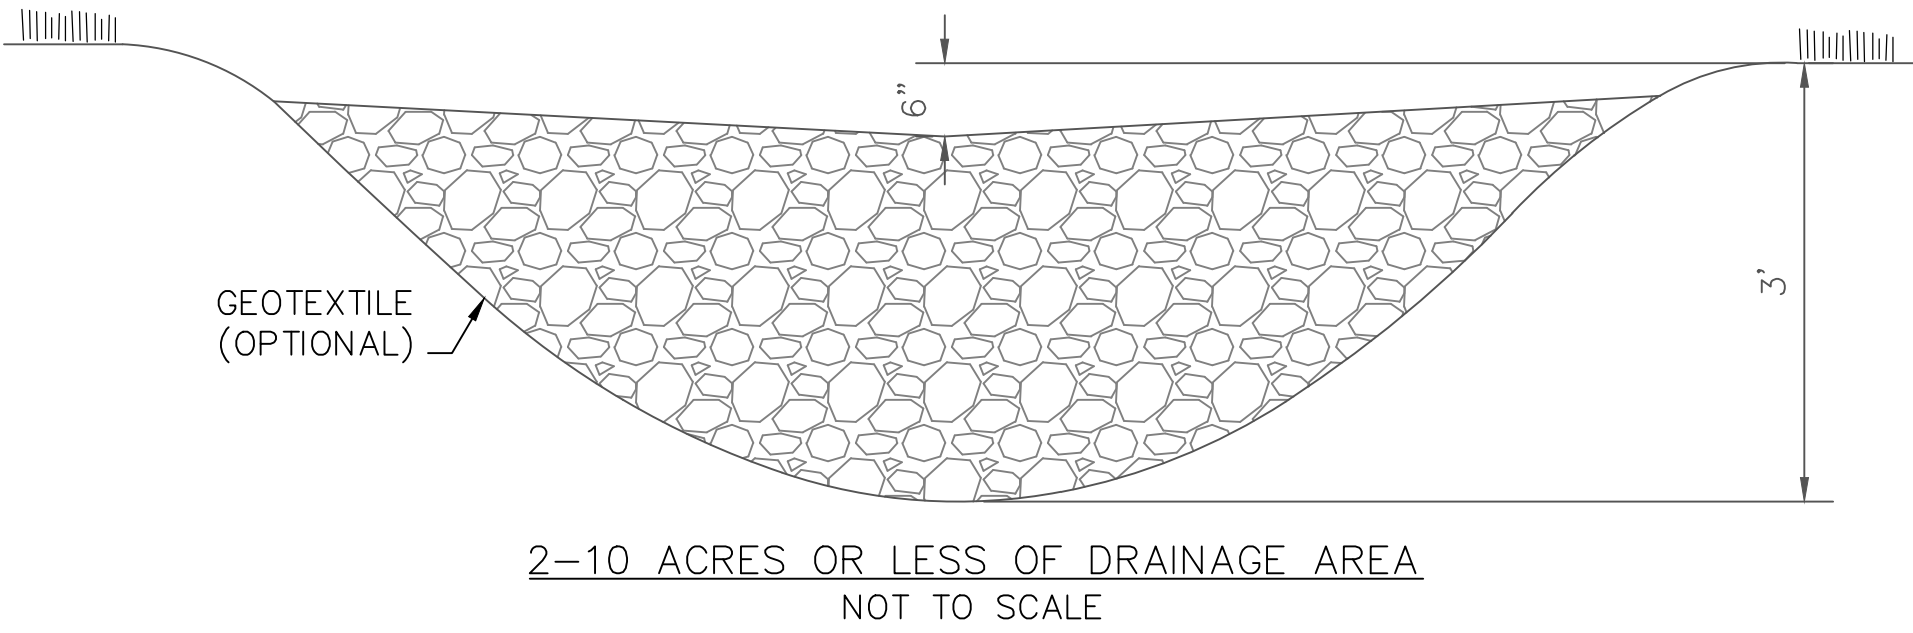 6"
3'
GEOTEXTILE
(OPTIONAL)
2-10 ACRES OR LESS OF DRAINAGE AREA
NOT TO SCALE